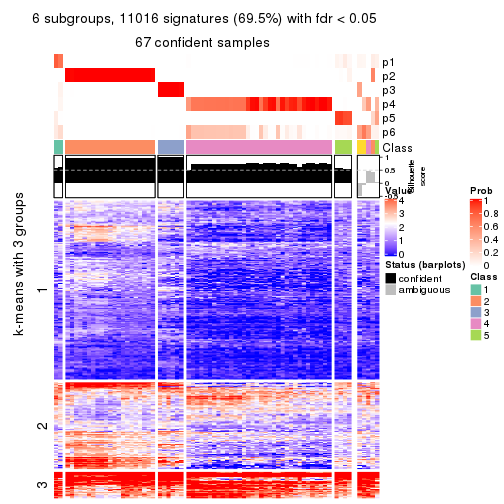 6 subgroups, 11016 signatures (69.5%) with fdr < 0.05
67 confident samples
p1
p2
p3
p4
p5
p6
Class
1
0.5
0
-0.5
Silhouette
score
k-means with 3 groups
1
2
3
Value
4
3
2
1
0
Status (barplots)
confident
ambiguous
Prob
1
0.8
0.6
0.4
0.2
0
Class
1
2
3
4
5